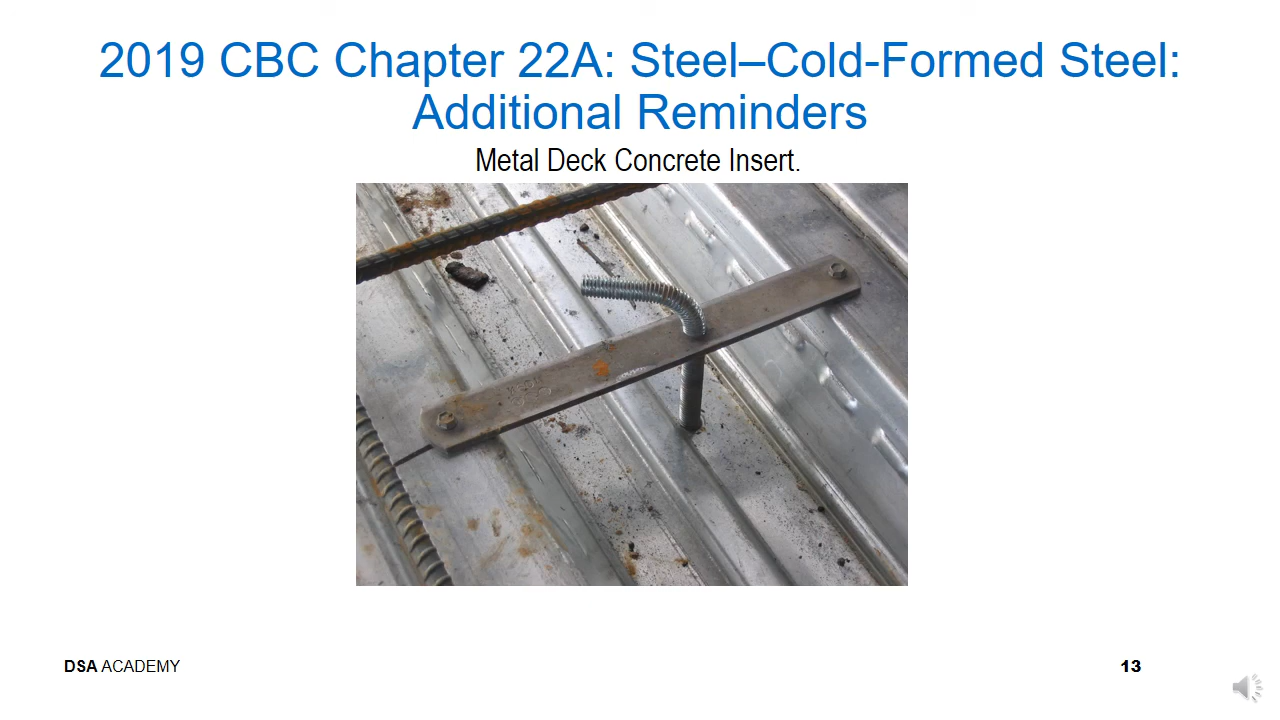 2019 CBC Chapter 22A: Steel–Cold-Formed Steel:
Additional Reminders
Metal Deck Concrete Insert.
DSA ACADEMY
13